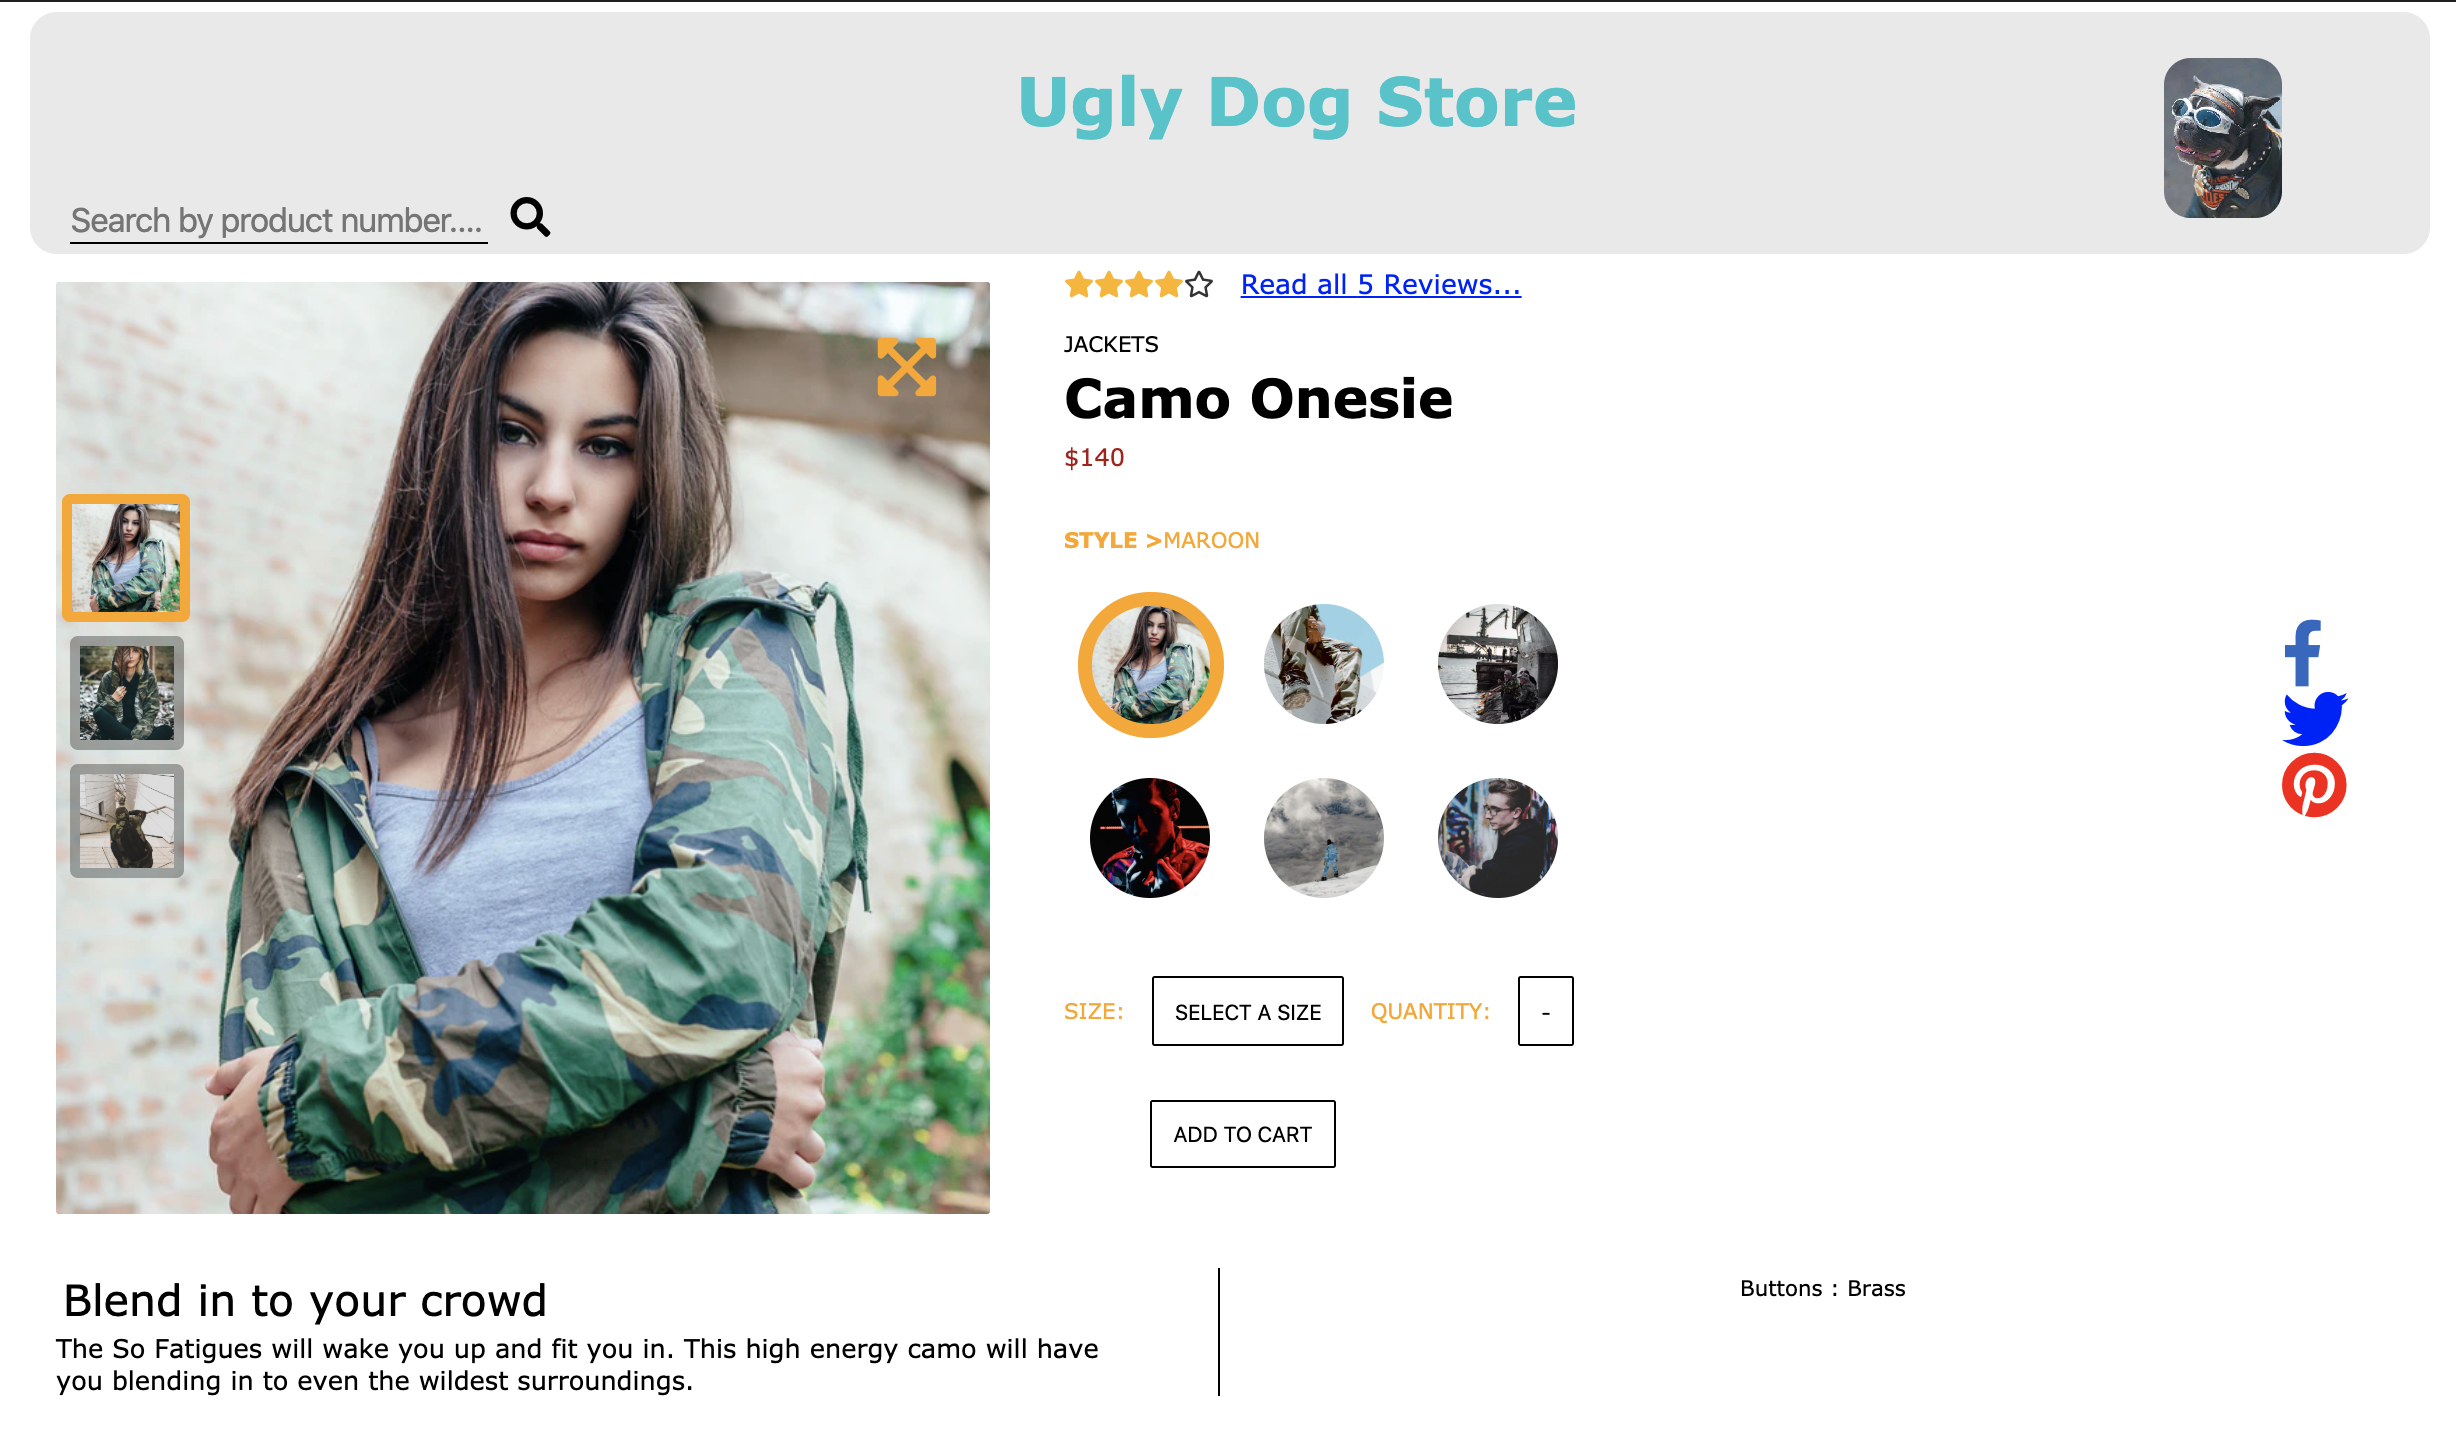 Ugly Dog Store
Search by product number....
Read all 5 Reviews...
JACKETS
Camo Onesie
$140
STYLE >MAROON
SIZE: SELECT A SIZE QUANTITY: -
ADD TO CART
Blend in to your crowd
The So Fatigues will wake you up and fit you in. This high energy camo will have
you blending in to even the wildest surroundings.
Buttons : Brass